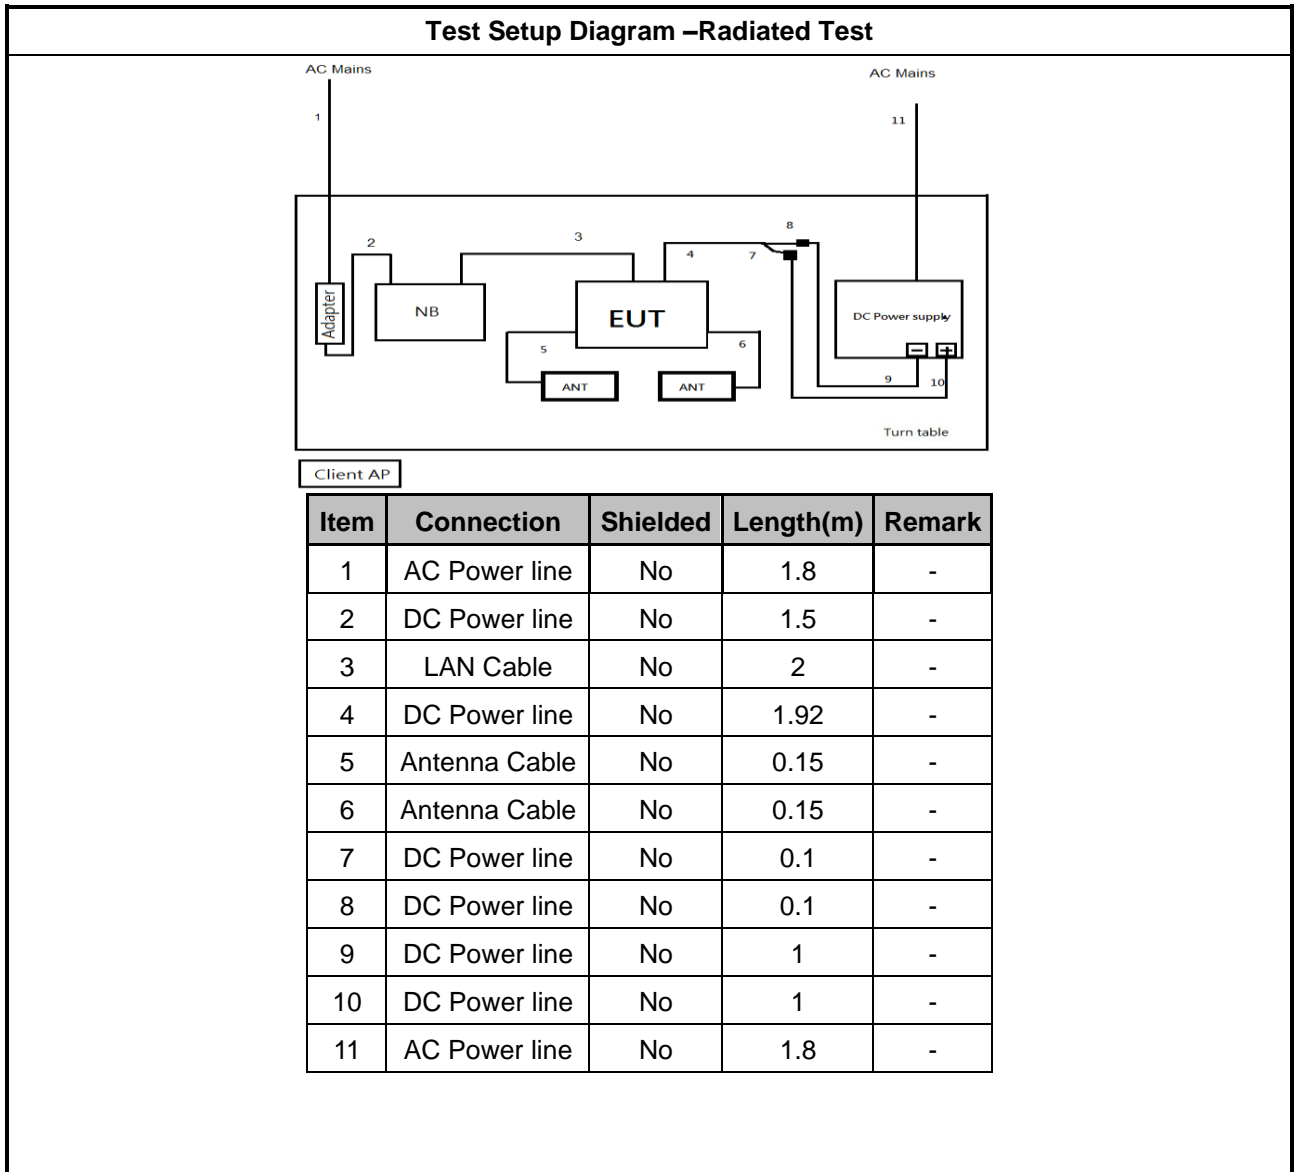 Test Setup Diagram –Radiated Test
AC Mains
AC Mains
1
11
8
2
3
4
7
Adapter
NB
EUT
DC Power supply
5
6
− +
ANT
ANT
9
10
Turn table
Client AP
Item Connection Shielded Length(m) Remark
1 AC Power line No 1.8 -
2 DC Power line No 1.5 -
3 LAN Cable No 2 -
4 DC Power line No 1.92 -
5 Antenna Cable No 0.15 -
6 Antenna Cable No 0.15 -
7 DC Power line No 0.1 -
8 DC Power line No 0.1 -
9 DC Power line No 1 -
10 DC Power line No 1 -
11 AC Power line No 1.8 -